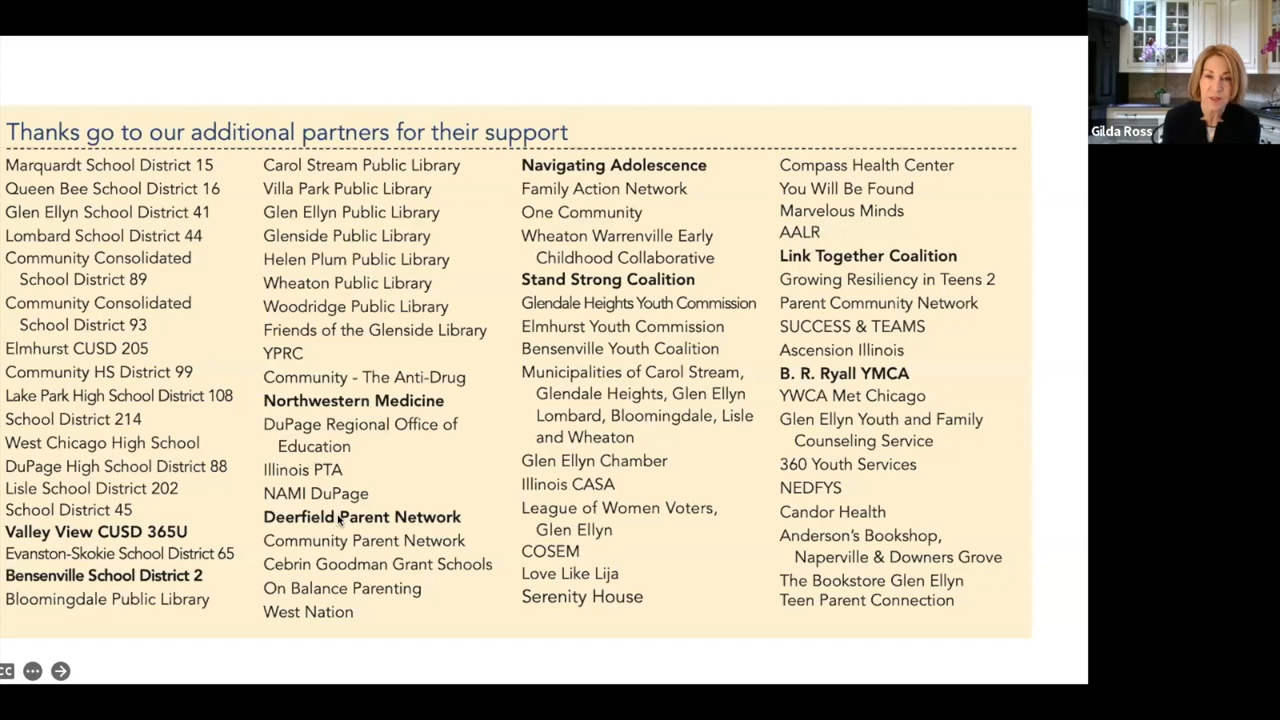 Thanks go to our additional partners for their support
Marquardt School District 15
Queen Bee School District 16
Glen Ellyn School District 41
Lombard School District 44
Community Consolidated
School District 89
Community Consolidated
School District 93
Elmhurst CUSD 205
Community HS District 99
Lake Park High School District 108
School District 214
West Chicago High School
DuPage High School District 88
Lisle School District 202
School District 45
Valley View CUSD 365U
Evanston-Skokie School District 65
Bensenville School District 2
Bloomingdale Public Library
Carol Stream Public Library
Villa Park Public Library
Glen Ellyn Public Library
Glenside Public Library
Helen Plum Public Library
Wheaton Public Library
Woodridge Public Library
Friends of the Glenside Library
YPRC
Community - The Anti-Drug
Northwestern Medicine
DuPage Regional Office of
Education
Illinois PTA
NAMI DuPage
Deerfield Parent Network
Community Parent Network
Cebrin Goodman Grant Schools
On Balance Parenting
West Nation
Navigating Adolescence
Family Action Network
One Community
Wheaton Warrenville Early
Childhood Collaborative
Stand Strong Coalition
Glendale Heights Youth Commission
Elmhurst Youth Commission
Bensenville Youth Coalition
Municipalities of Carol Stream,
Glendale Heights, Glen Ellyn
Lombard, Bloomingdale, Lisle
and Wheaton
Glen Ellyn Chamber
Illinois CASA
League of Women Voters,
Glen Ellyn
COSEM
Love Like Lija
Serenity House
Compass Health Center
You Will Be Found
Marvelous Minds
AALR
Link Together Coalition
Growing Resiliency in Teens 2
Parent Community Network
SUCCESS & TEAMS
Ascension Illinois
B. R. Ryall YMCA
YWCA Met Chicago
Glen Ellyn Youth and Family
Counseling Service
360 Youth Services
NEDFYS
Candor Health
Anderson's Bookshop,
Naperville & Downers Grove
The Bookstore Glen Ellyn
Teen Parent Connection
Gilda Ross
CC